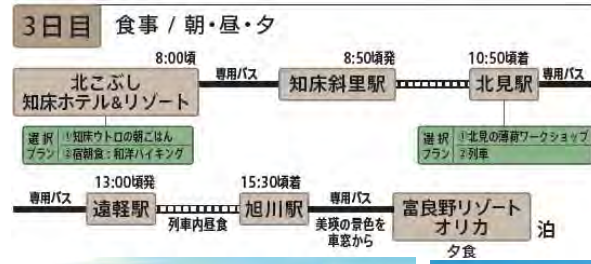 3日目 食事 / 朝・昼・夕
8:00頃 8:50頃発 10:50頃着
北こぶし
知床ホテル&リゾート
専用バス
知床斜里駅
北見駅
専用バス
選択
プラン
①知床ウトロの朝ごはん
②宿朝食:和洋バイキング
選択
プラン
①北見の薄荷ワークショップ
②列車
13:00頃発 15:30頃着
専用バス
遠軽駅
列車内昼食
旭川駅
専用バス
美瑛の景色を
車窓から
富良野リゾート
オリカ
泊
夕食